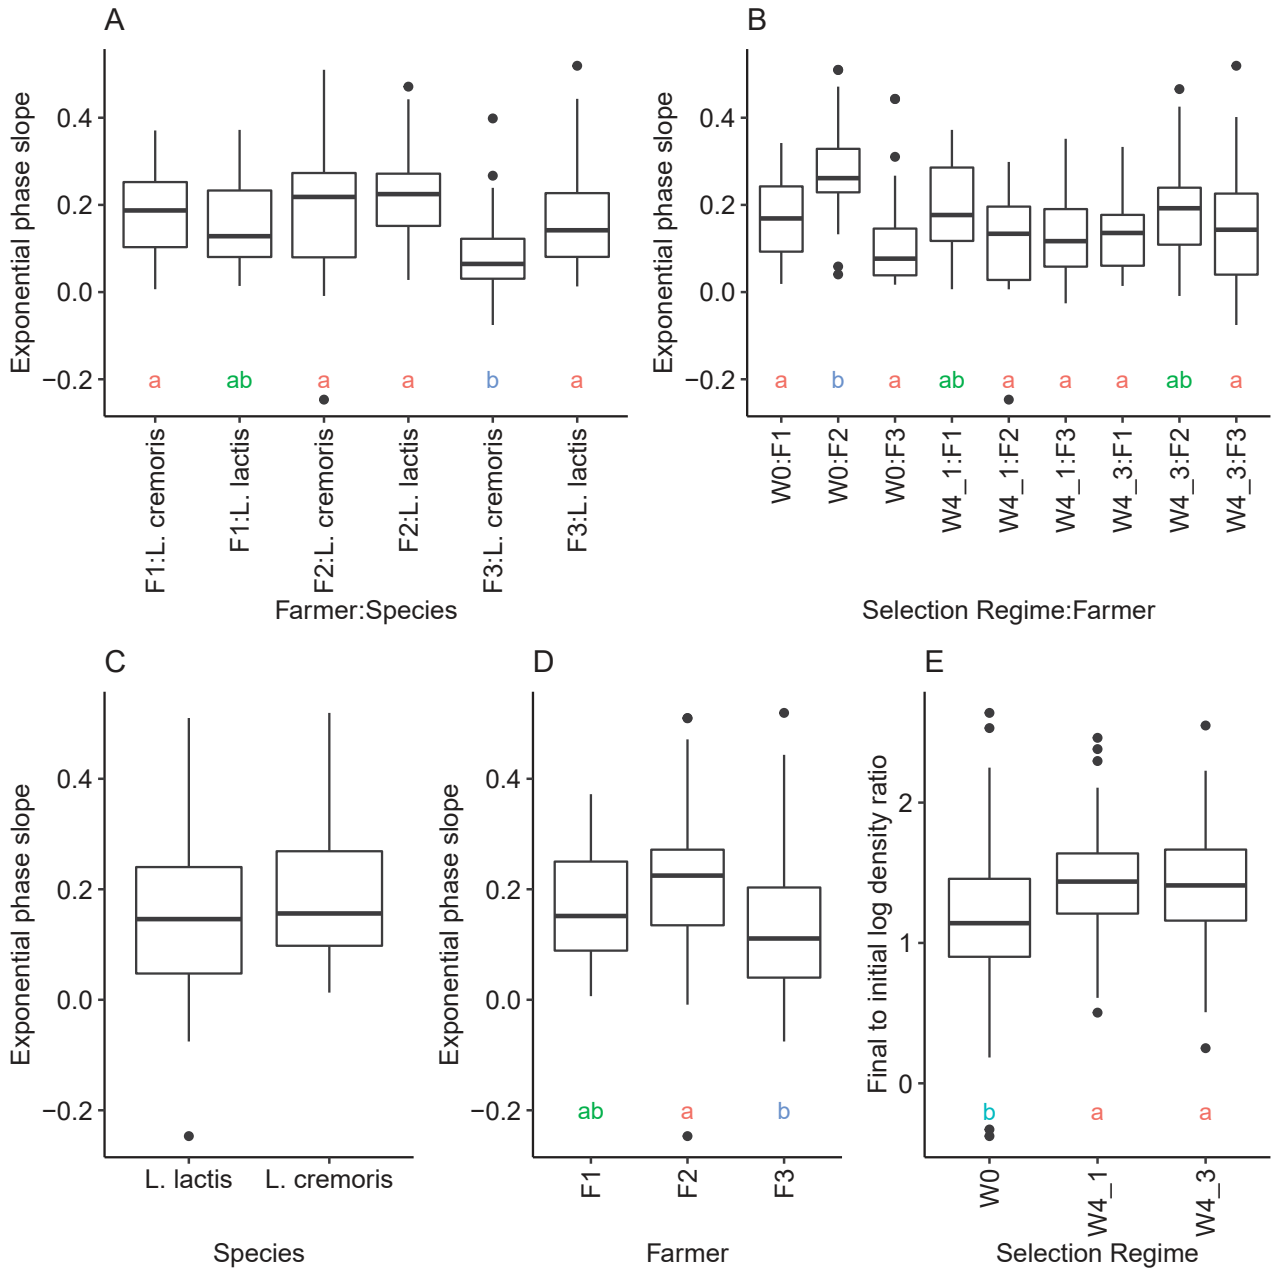 A
Exponential phase slope
0.4
0.2
0.0
−0.2
a ab a a b a
F1:L. cremoris
F1:L. lactis
F2:L. cremoris
F2:L. lactis
F3:L. cremoris
F3:L. lactis
Farmer:Species
B
Exponential phase slope
0.4
0.2
0.0
−0.2
a b a ab a a a ab a
W0:F1
W0:F2
W0:F3
W4_1:F1
W4_1:F2
W4_1:F3
W4_3:F1
W4_3:F2
W4_3:F3
Selection Regime:Farmer
C
Exponential phase slope
0.4
0.2
0.0
−0.2
L. lactis L. cremoris
Species
D
Exponential phase slope
0.4
0.2
0.0
−0.2
ab a b
F1
F2
F3
Farmer
E
Final to initial log density ratio
2
1
0
b a a
W0
W4_1
W4_3
Selection Regime